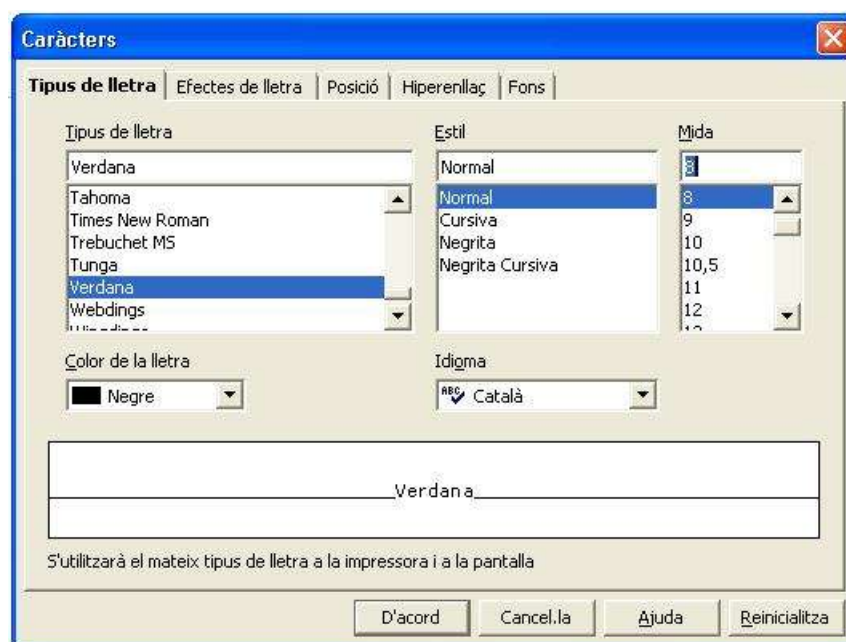 Caràcters
Tipus de lletra Efectes de lletra Posició Hiperenllaç Fons
Tipus de lletra Estil Mida
Verdana Normal 8
Tahoma Normal 8
Times New Roman Cursiva 9
Trebuchet MS Negrita 10
Tunga Negrita Cursiva 10,5
Verdana 11
Webdings 12
Color de la lletra Idioma
Negre ABC Català
Verdana
S'utilitzarà el mateix tipus de lletra a la impressora i a la pantalla
D'acord Cancel.la Ajuda Reinicialitza